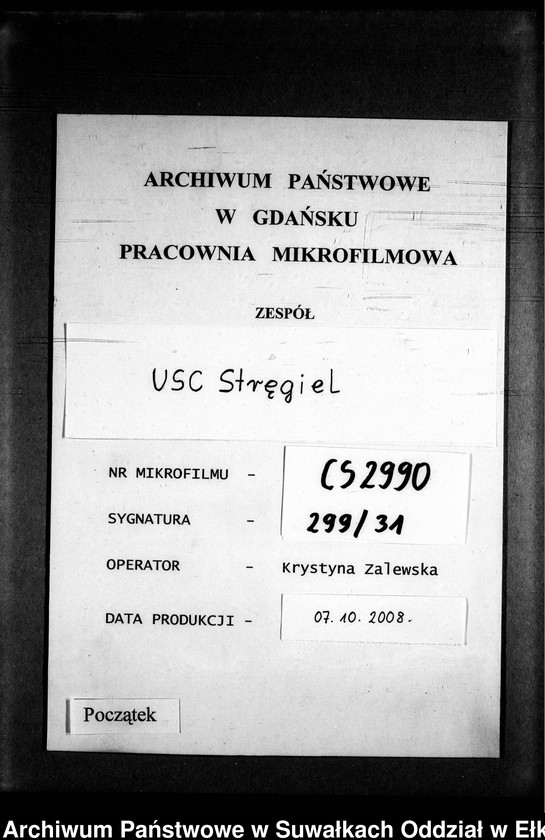 ARCHIWUM PAŃSTWOWE
W GDAŃSKU
PRACOWNIA MIKROFILMOWA
ZESPÓŁ
USC Stręgiel
NR MIKROFILMU - CS2990
SYGNATURA - 299/31
OPERATOR - Krystyna Zalewska
DATA PRODUKCJI - 07.10.2008.
Początek
Archiwum Państwowe w Suwałkach Oddział w Ełk